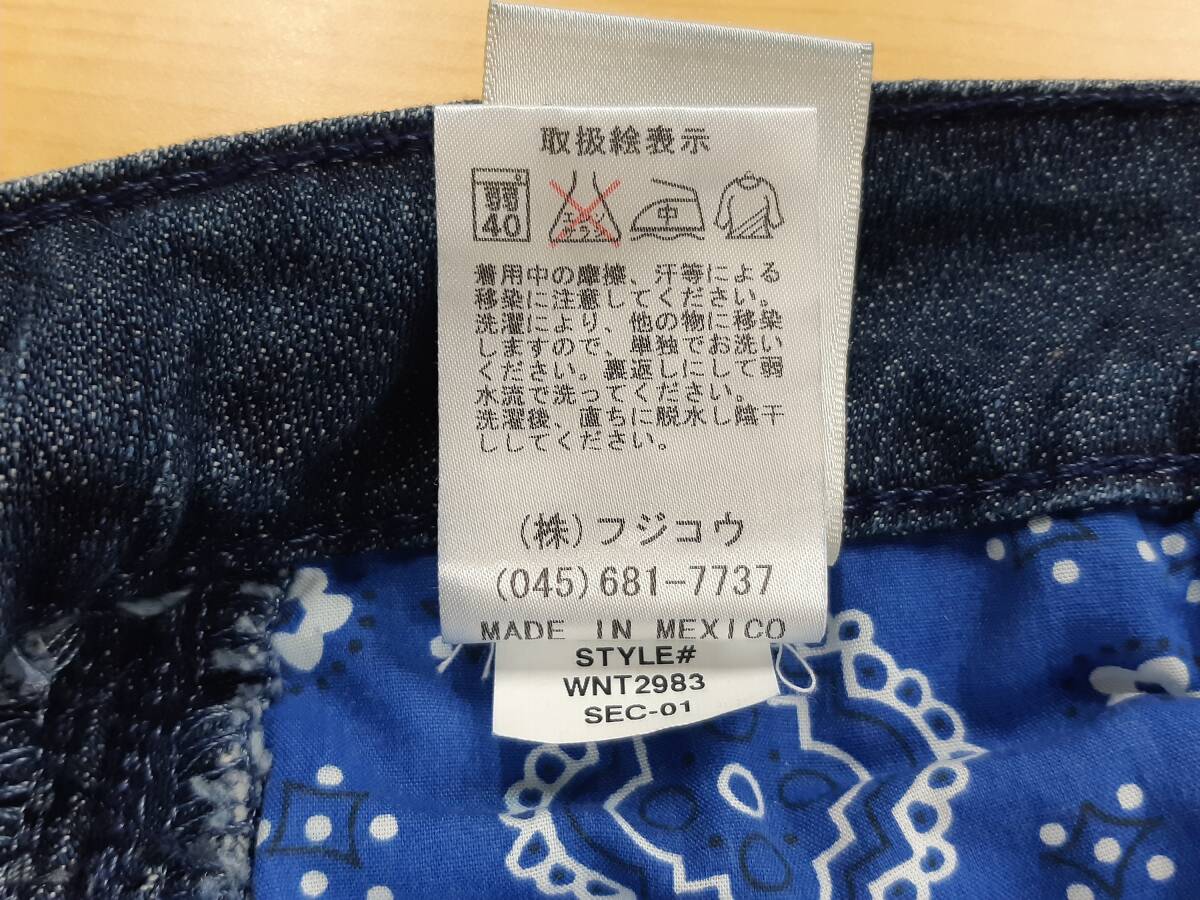 取扱絵表示
40
エンソ
クラソ
中
着用中の摩擦、汗等による
移染に注意してください。
洗濯により、他の物に移染
しますので、単独でお洗い
ください。裏返しにして弱
水流で洗ってください。
洗濯後、直ちに脱水し陰干
ししてください。
(株)フジコウ
(045)681-7737
MADE IN MEXICO
STYLE#
WNT2983
SEC-01